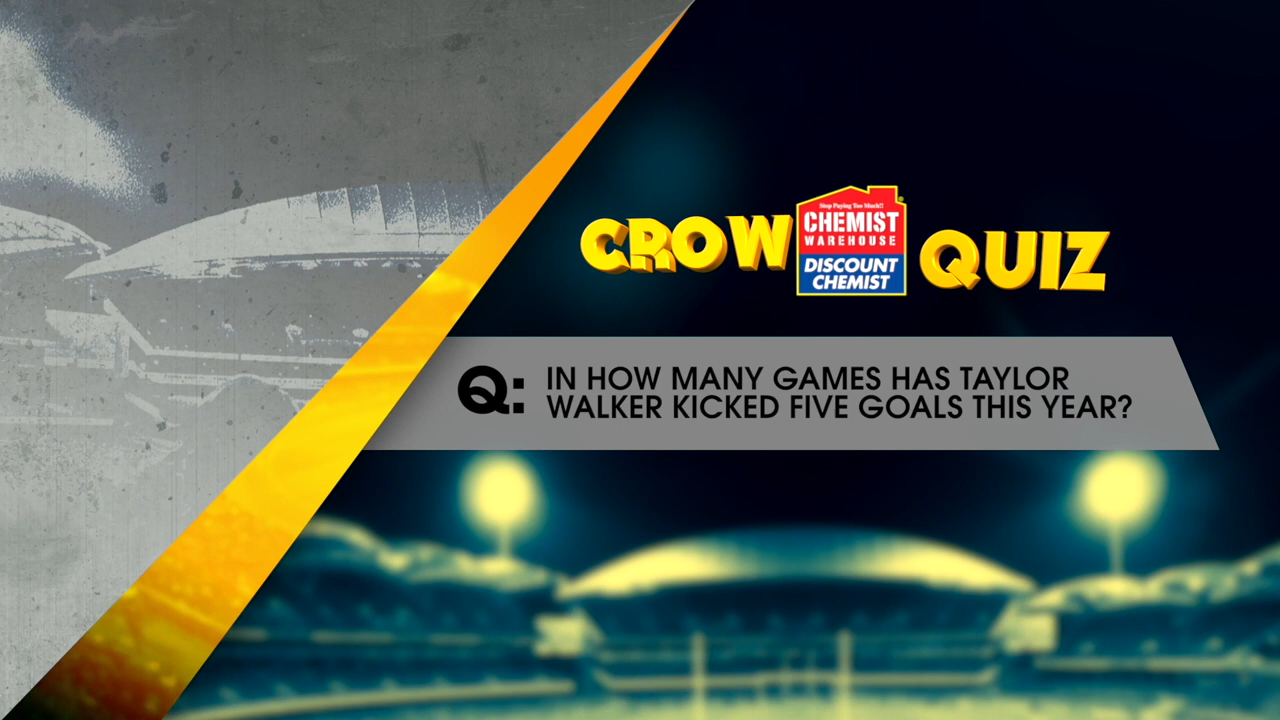 CROW
QUIZ
Stop Paying Too Much!!
CHEMIST
WAREHOUSE
DISCOUNT
CHEMIST
Q:
IN HOW MANY GAMES HAS TAYLOR
WALKER KICKED FIVE GOALS THIS YEAR?